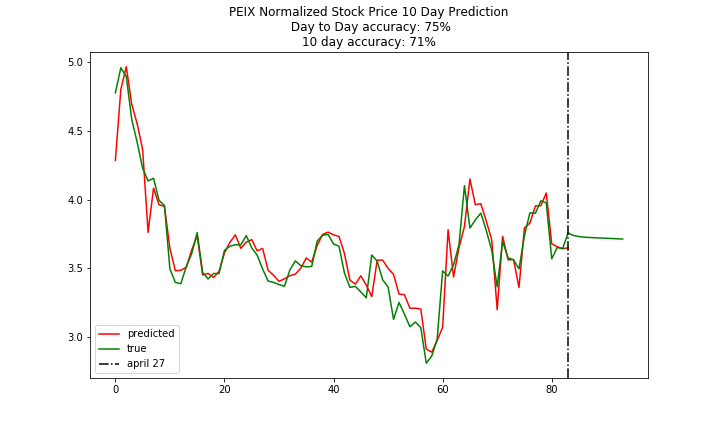 PEIX Normalized Stock Price 10 Day Prediction
Day to Day accuracy: 75%
10 day accuracy: 71%
5.0
4.5
4.0
3.5
3.0
predicted
true
april 27
0 20 40 60 80